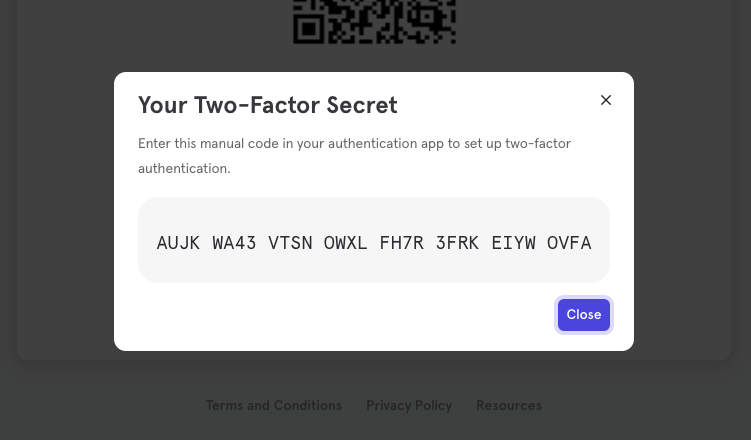 Your Two-Factor Secret
Enter this manual code in your authentication app to set up two-factor
authentication.
AUJK WA43 VTSN OWXL FH7R 3FRK EIYW OVFA
Close
Terms and Conditions Privacy Policy Resources